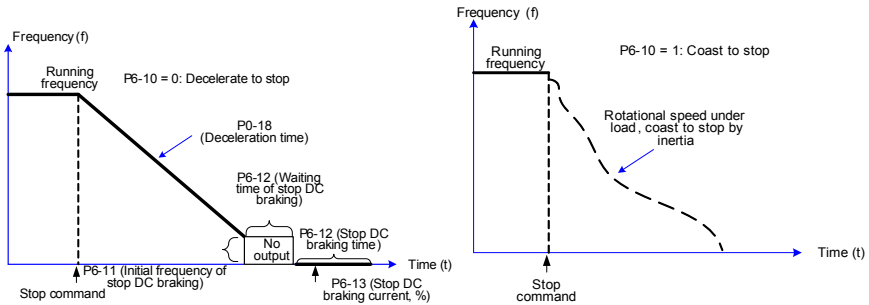 Frequency (f)
Running
frequency
P6-10 = 0: Decelerate to stop
P0-18
(Deceleration time)
P6-12 (Waiting
time of stop DC
braking)
No
output
P6-12 (Stop DC
braking time)
Time (t)
P6-11 (Initial frequency of
stop DC braking)
Stop command
P6-13 (Stop DC
braking current, %)
Frequency (f)
Running
frequency
P6-10 = 1: Coast to stop
Rotational speed under
load, coast to stop by
inertia
Time (t)
Stop
command